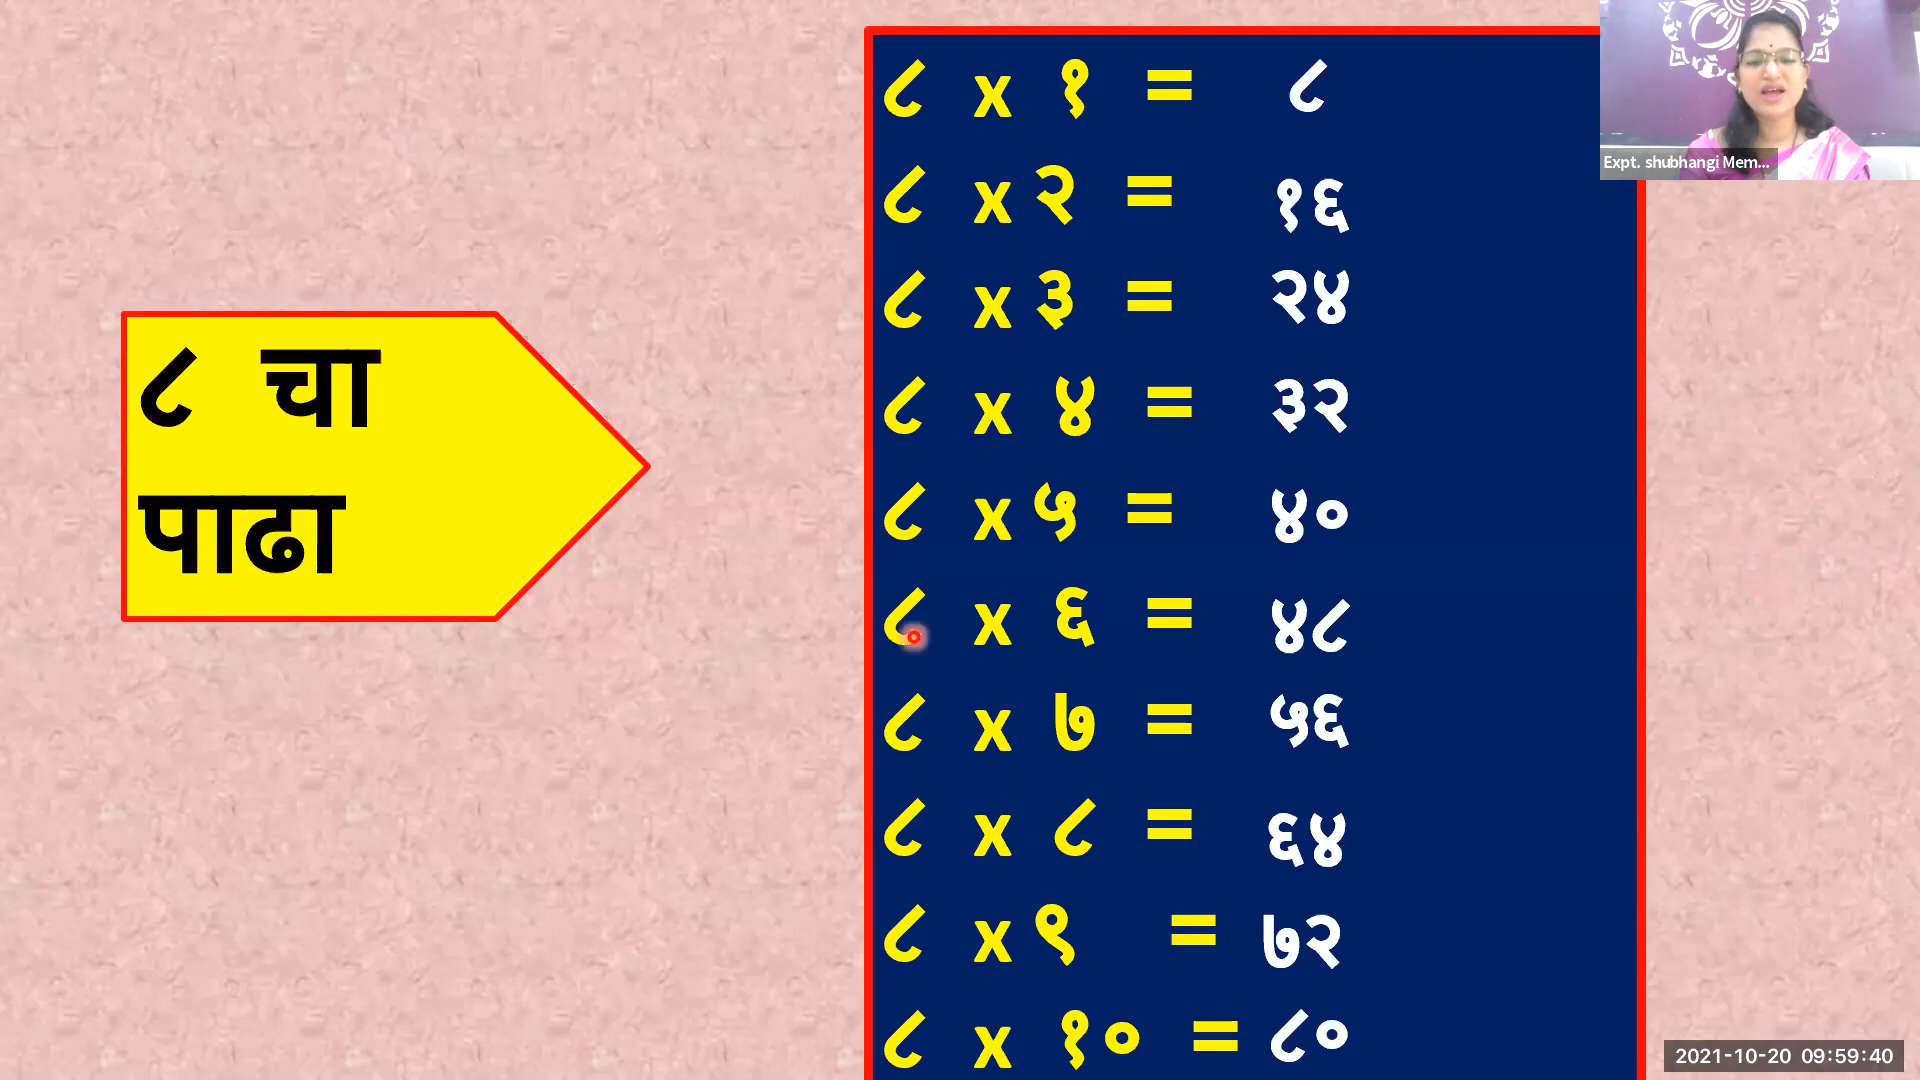 ८ चा
पाढा
८ x १ = ८
८ x २ = १६
८ x ३ = २४
८ x ४ = ३२
८ x ५ = ४०
८ x ६ = ४८
८ x ७ = ५६
८ x ८ = ६४
८ x ९ = ७२
८ x १० = ८०
Expt. shubhangi Mem...
2021-10-20 09:59:40